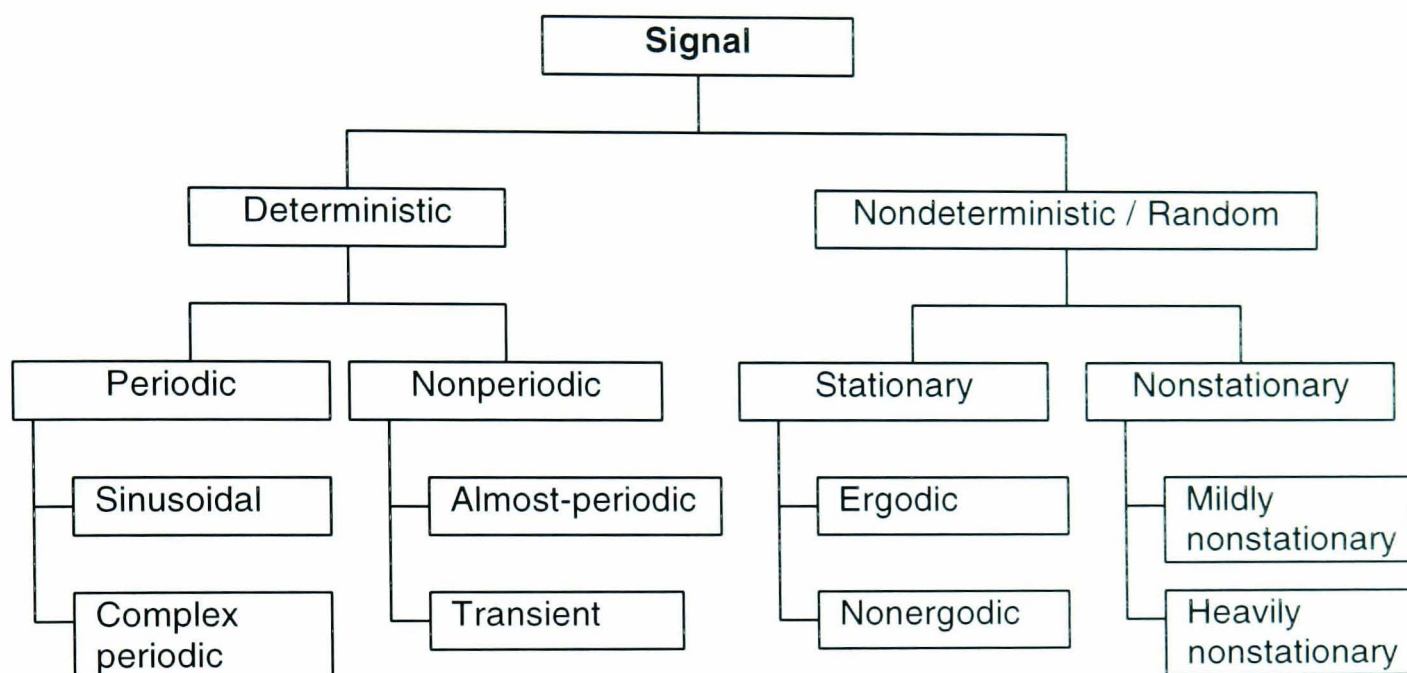 Signal
Deterministic
Nondeterministic / Random
Periodic
Nonperiodic
Stationary
Nonstationary
Sinusoidal
Almost-periodic
Ergodic
Mildly
nonstationary
Complex
periodic
Transient
Nonergodic
Heavily
nonstationary